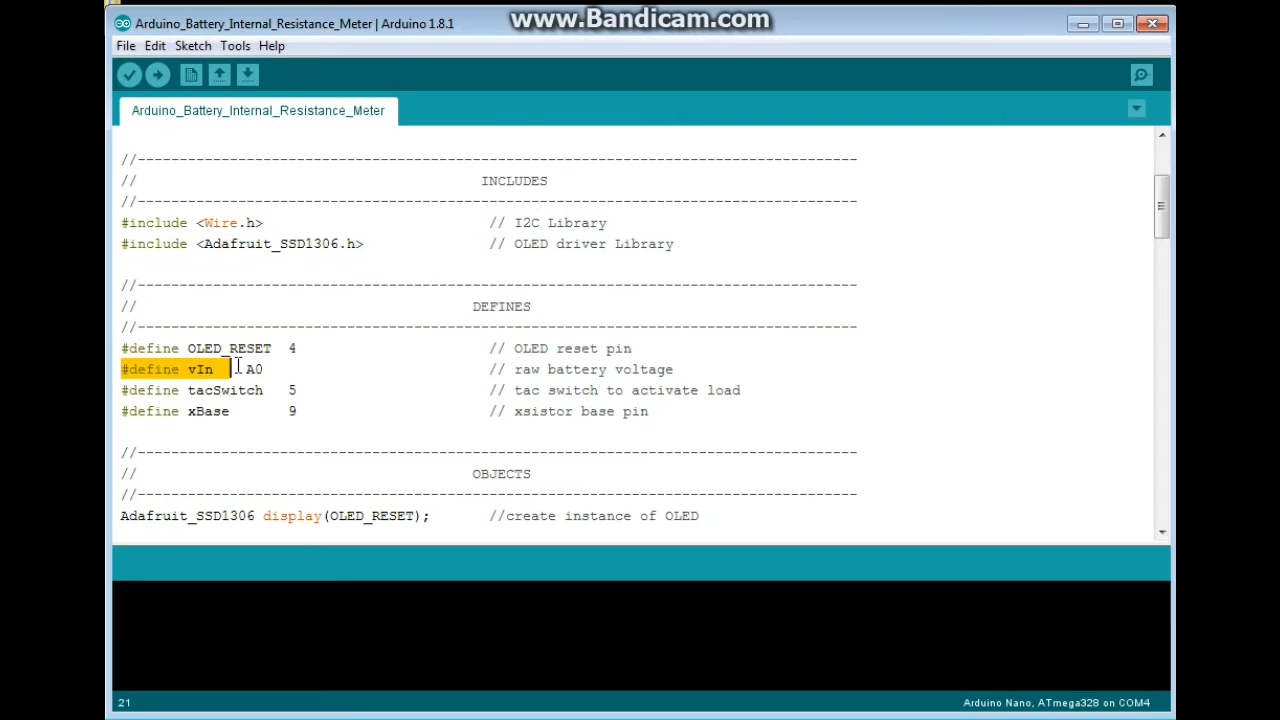 www.Bandicam.com
Arduino_Battery_Internal_Resistance_Meter | Arduino 1.8.1
File Edit Sketch Tools Help
Arduino_Battery_Internal_Resistance_Meter
//--------------------------------------------------------------------------------------
// INCLUDES
//--------------------------------------------------------------------------------------
#include <Wire.h> // I2C Library
#include <Adafruit_SSD1306.h> // OLED driver Library
//--------------------------------------------------------------------------------------
// DEFINES
//--------------------------------------------------------------------------------------
#define OLED_RESET 4 // OLED reset pin
#define vIn A0 // raw battery voltage
#define tacSwitch 5 // tac switch to activate load
#define xBase 9 // xsistor base pin
//--------------------------------------------------------------------------------------
// OBJECTS
//--------------------------------------------------------------------------------------
Adafruit_SSD1306 display(OLED_RESET); //create instance of OLED
21 Arduino Nano, ATmega328 on COM4